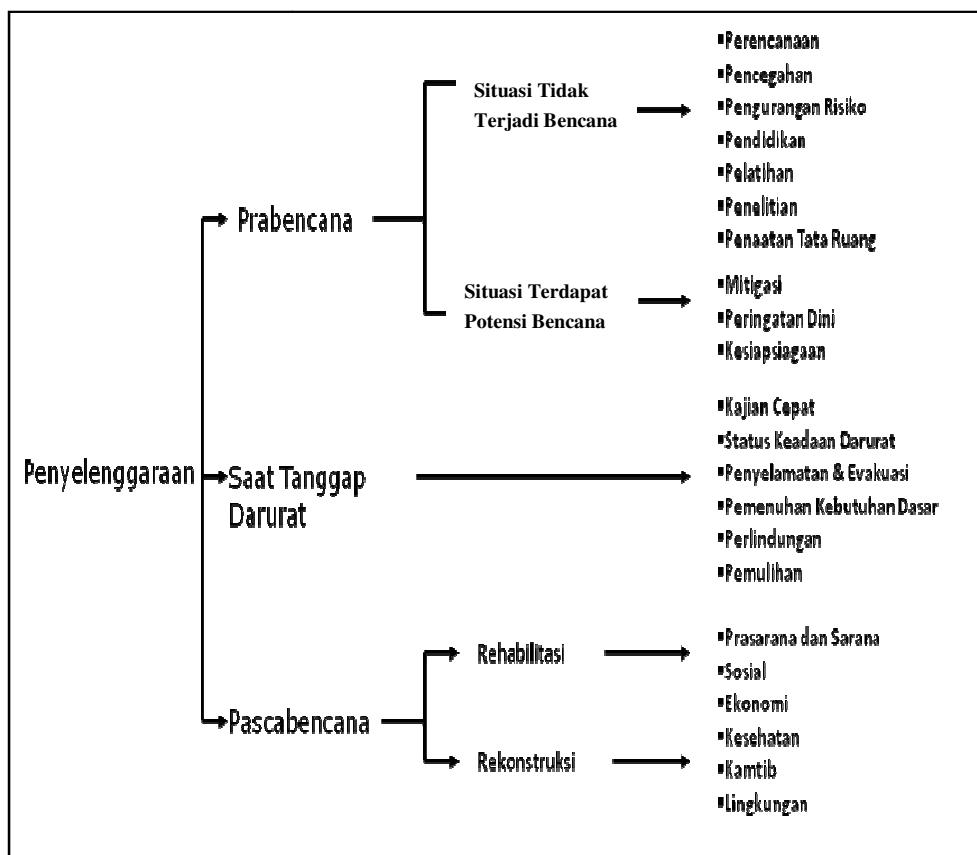 Penyelenggaraan
Prabencana
Situasi Tidak
Terjadi Bencana
▪Perencanaan
▪Pencegahan
▪Pengurangan Risiko
▪Pendidikan
▪Pelatihan
▪Penelitian
▪Penaatan Tata Ruang
Situasi Terdapat
Potensi Bencana
▪Mitigasi
▪Peringatan Dini
▪Kesiapsiagaan
Saat Tanggap
Darurat
▪Kajian Cepat
▪Status Keadaan Darurat
▪Penyelamatan & Evakuasi
▪Pemenuhan Kebutuhan Dasar
▪Perlindungan
▪Pemulihan
Pascabencana
Rehabilitasi
Rekonstruksi
▪Prasarana dan Sarana
▪Sosial
▪Ekonomi
▪Kesehatan
▪Kamtib
▪Lingkungan